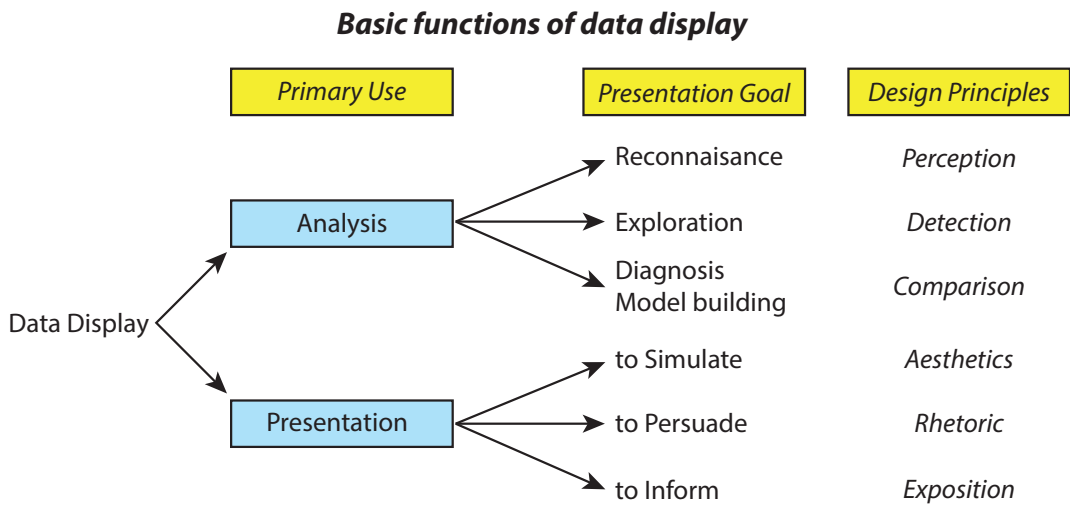 Basic functions of data display
Primary Use
Presentation Goal
Design Principles
Reconnaisance
Perception
Analysis
Exploration
Detection
Diagnosis
Model building
Comparison
Data Display
to Simulate
Aesthetics
Presentation
to Persuade
Rhetoric
to Inform
Exposition